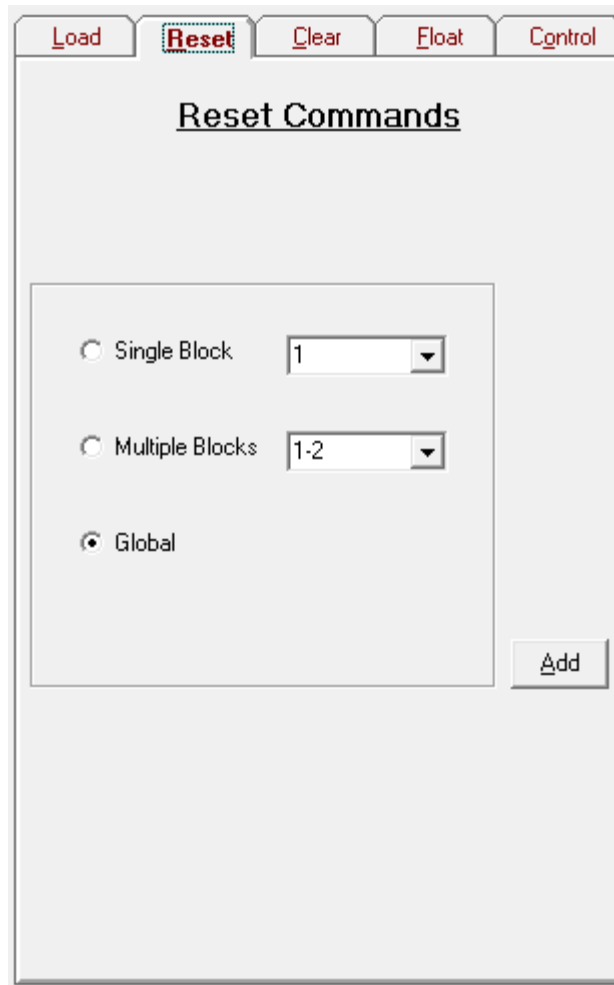 Load Reset Clear Float Control
Reset Commands
Single Block 1
Multiple Blocks 1-2
Global
Add